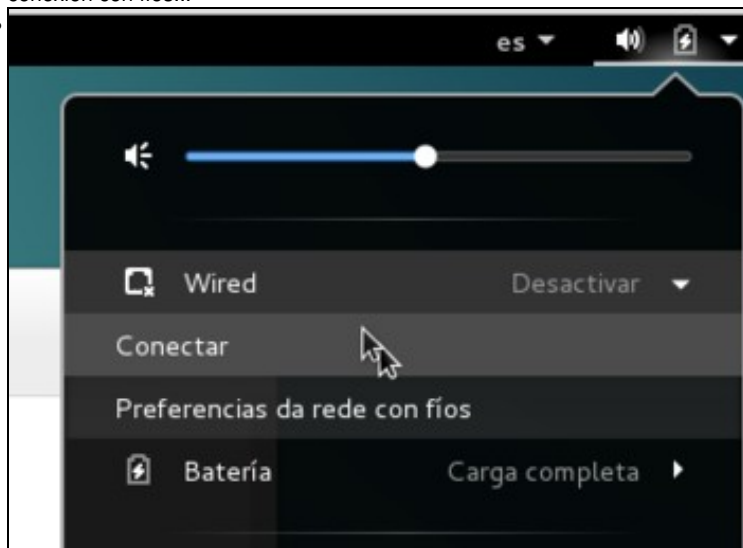 conexión con fíos...
es
Wired Desactivar
Conectar
Preferencias da rede con fíos
Batería Carga completa